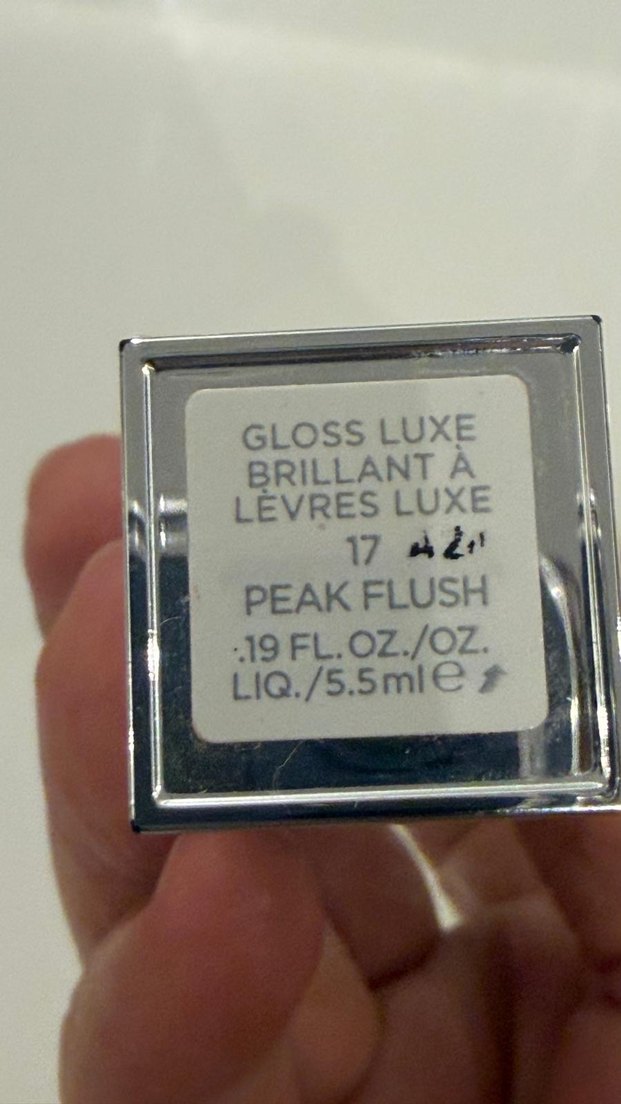 GLOSS LUXE
BRILLANT À
LÈVRES LUXE
17
PEAK FLUSH
.19 FL. OZ./OZ.
LIQ./5.5ml e